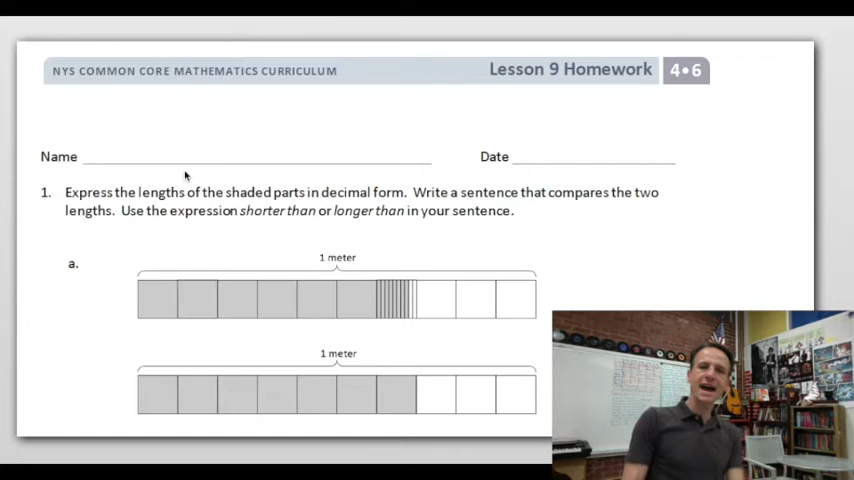 NYS COMMON CORE MATHEMATICS CURRICULUM
Lesson 9 Homework 4•6
Name
Date
1. Express the lengths of the shaded parts in decimal form. Write a sentence that compares the two
lengths. Use the expression shorter than or longer than in your sentence.
a.
1 meter
1 meter